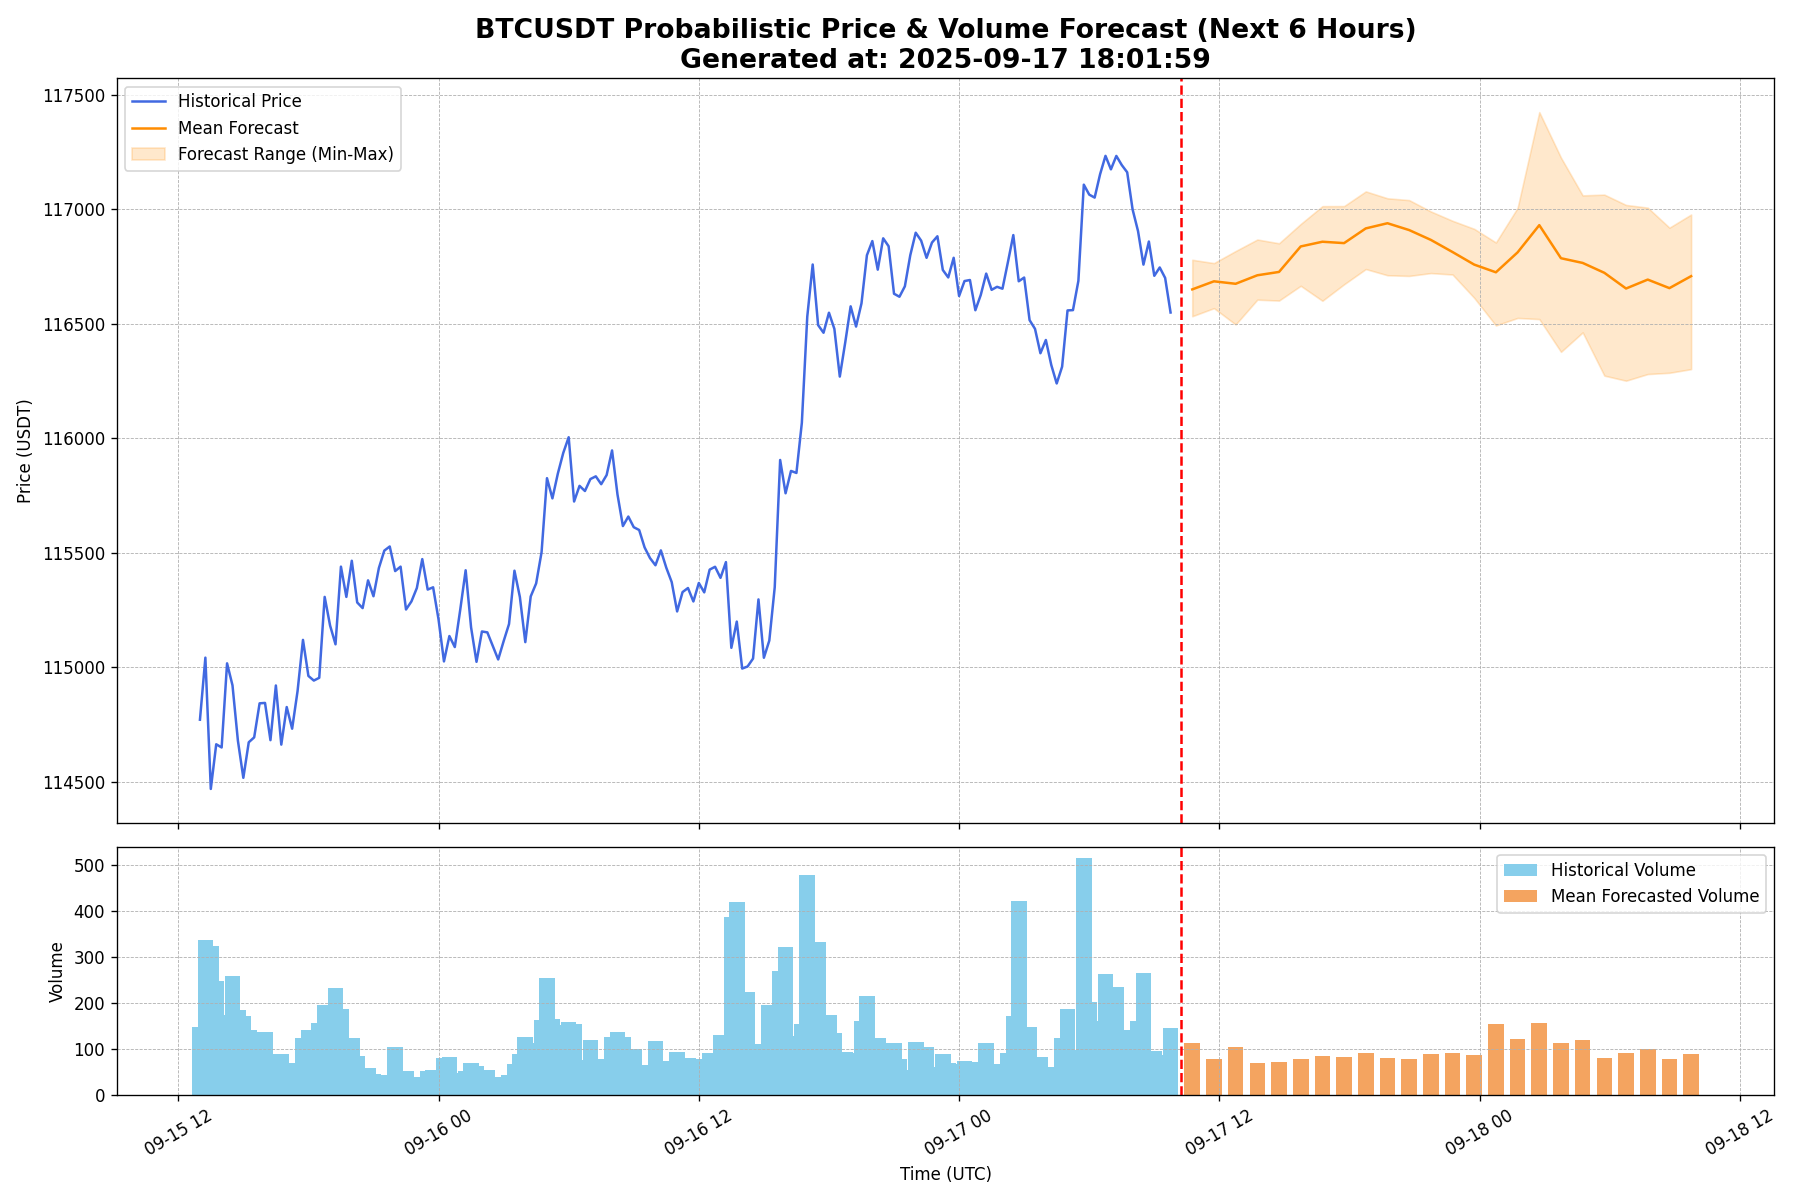 BTCUSDT Probabilistic Price & Volume Forecast (Next 6 Hours)
Generated at: 2025-09-17 18:01:59
Historical Price
Mean Forecast
Forecast Range (Min-Max)
117500
117000
116500
116000
115500
115000
114500
Price (USDT)
Historical Volume
Mean Forecasted Volume
500
400
300
200
100
0
Volume
09-15 12
09-16 00
09-16 12
09-17 00
09-17 12
09-18 00
09-18 12
Time (UTC)